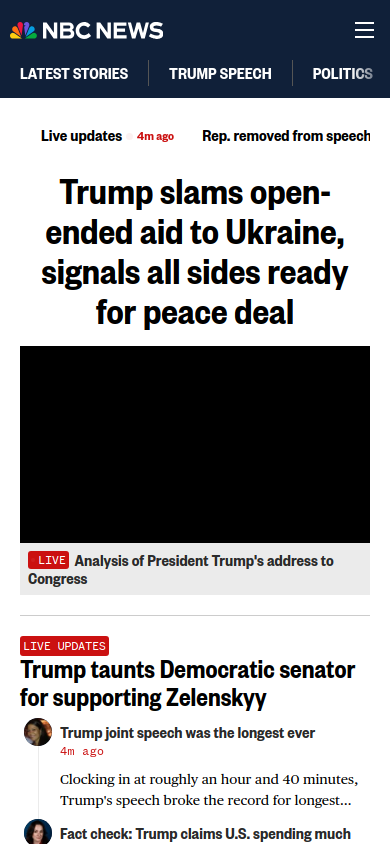 NBC NEWS
LATEST STORIES
TRUMP SPEECH
POLITICS
Live updates 4m ago
Rep. removed from speech
Trump slams open-
ended aid to Ukraine,
signals all sides ready
for peace deal
LIVE Analysis of President Trump's address to
Congress
LIVE UPDATES
Trump taunts Democratic senator
for supporting Zelenskyy
Trump joint speech was the longest ever
4m ago
Clocking in at roughly an hour and 40 minutes,
Trump's speech broke the record for longest...
Fact check: Trump claims U.S. spending much